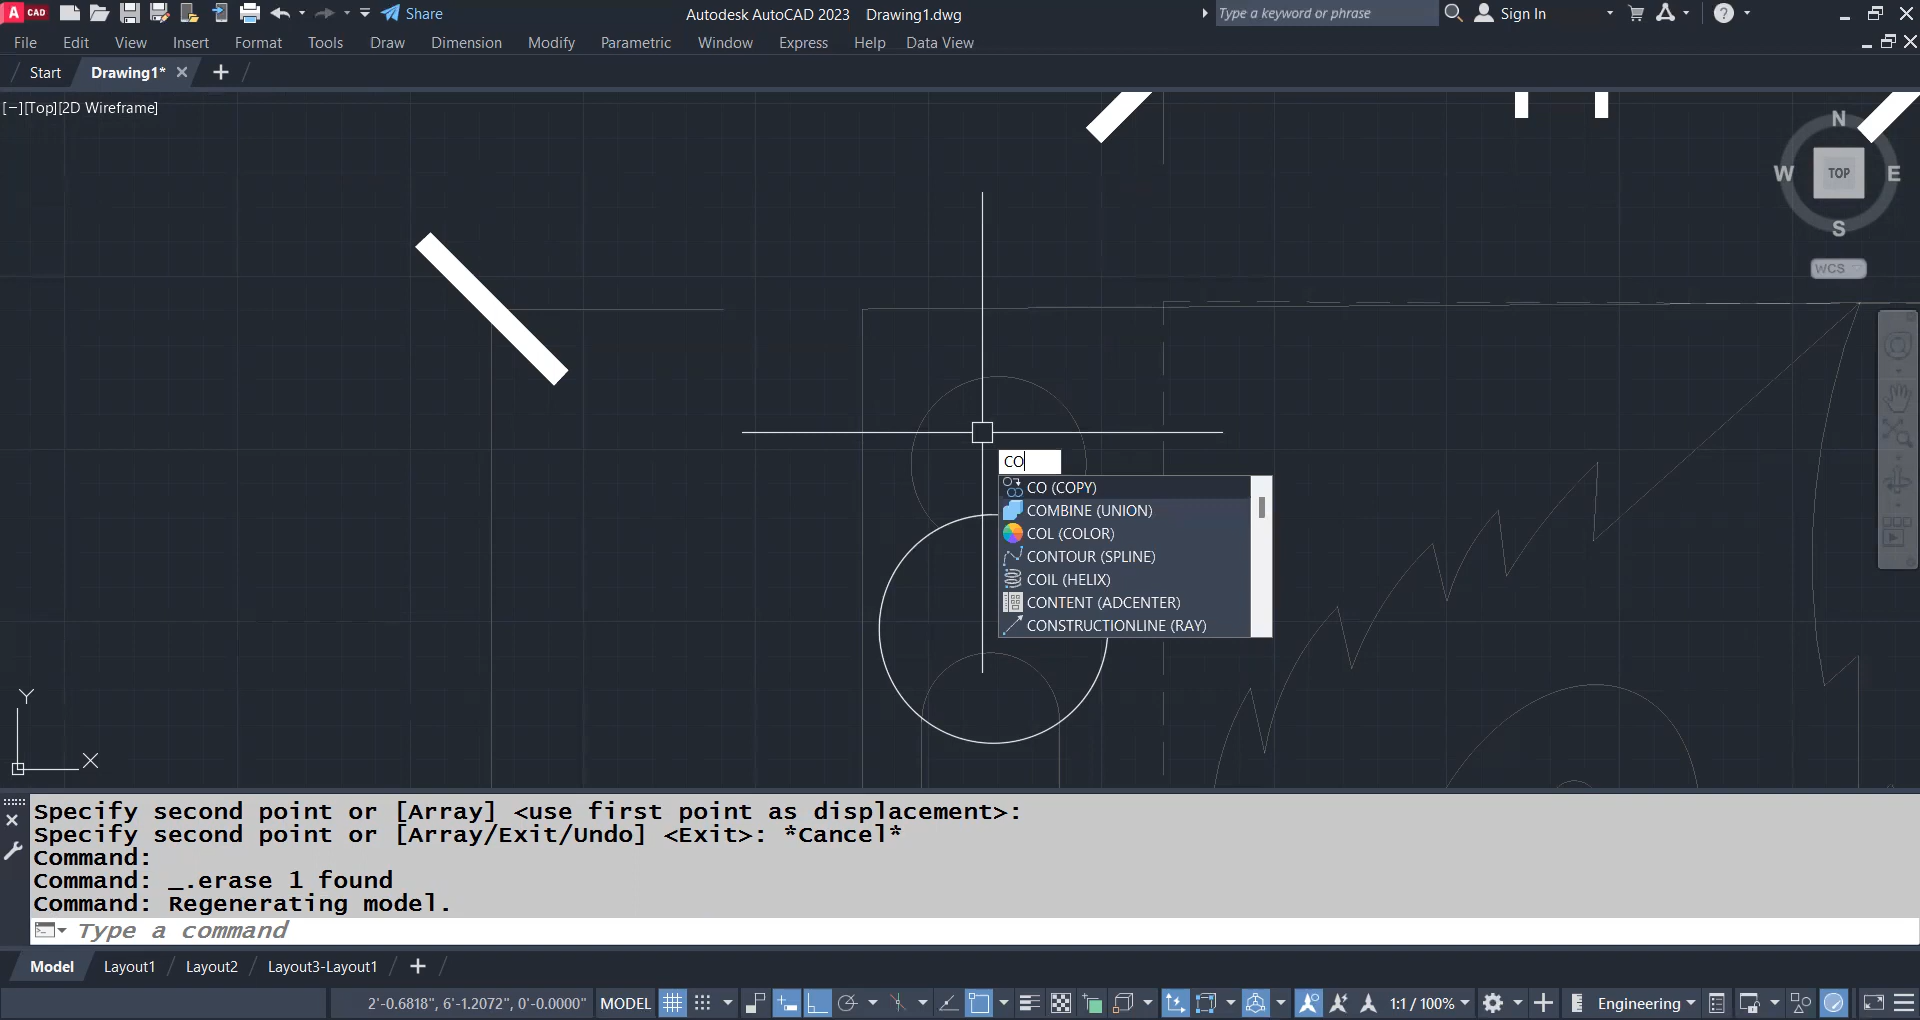 A CAD
Share
Autodesk AutoCAD 2023 Drawing1.dwg
Type a keyword or phrase
Sign In
File Edit View Insert Format Tools Draw Dimension Modify Parametric Window Express Help Data View
Start Drawing1*
[−][Top][2D Wireframe]
N
W TOP E
S
WCS
CO
CO (COPY)
COMBINE (UNION)
COL (COLOR)
CONTOUR (SPLINE)
COIL (HELIX)
CONTENT (ADCENTER)
CONSTRUCTIONLINE (RAY)
Y
X
Specify second point or [Array] <use first point as displacement>:
Specify second point or [Array/Exit/Undo] <Exit>: *Cancel*
Command:
Command: _.erase 1 found
Command: Regenerating model.
Type a command
Model Layout1 Layout2 Layout3-Layout1
2'-0.6818", 6'-1.2072", 0'-0.0000" MODEL 1:1 / 100% Engineering